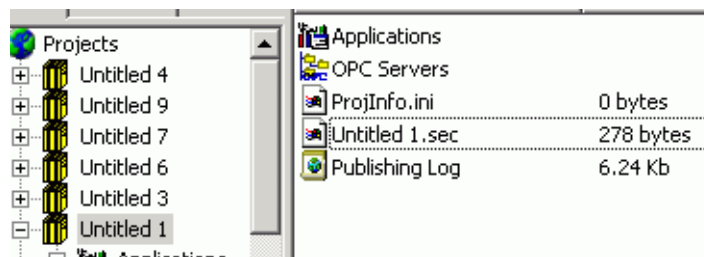 Projects
Untitled 4
Untitled 9
Untitled 7
Untitled 6
Untitled 3
Untitled 1
Applications
Applications
OPC Servers
ProjInfo.ini 0 bytes
Untitled 1.sec 278 bytes
Publishing Log 6.24 Kb